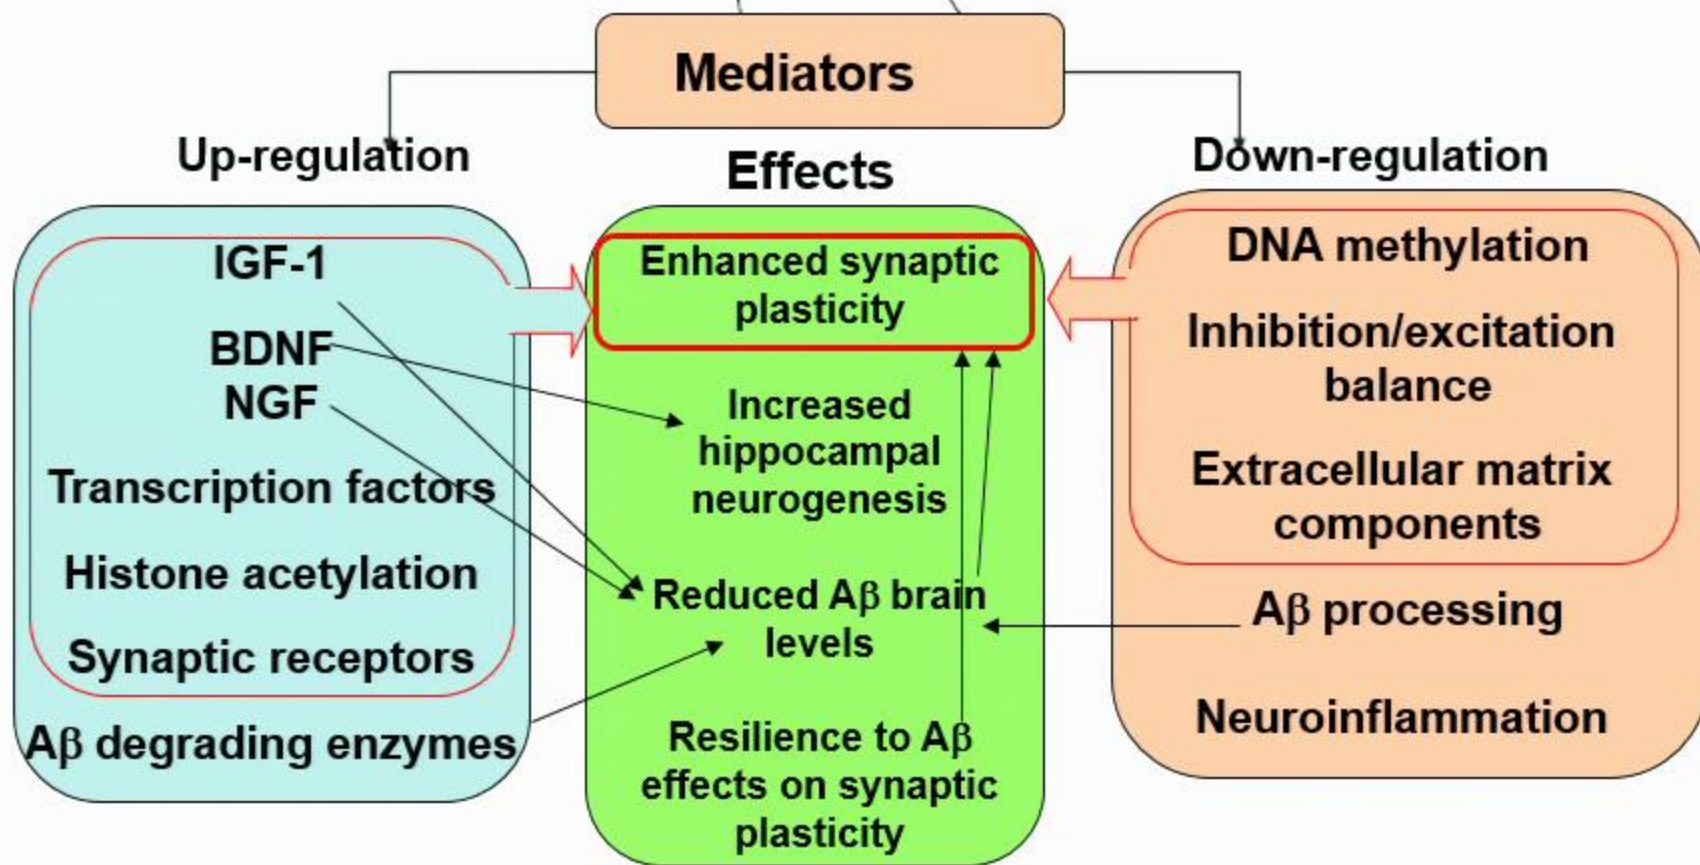 Mediators
Up-regulation
IGF-1
BDNF
NGF
Transcription factors
Histone acetylation
Synaptic receptors
Aβ degrading enzymes
Effects
Enhanced synaptic
plasticity
Increased
hippocampal
neurogenesis
Reduced Aβ brain
levels
Resilience to Aβ
effects on synaptic
plasticity
Down-regulation
DNA methylation
Inhibition/excitation
balance
Extracellular matrix
components
Aβ processing
Neuroinflammation